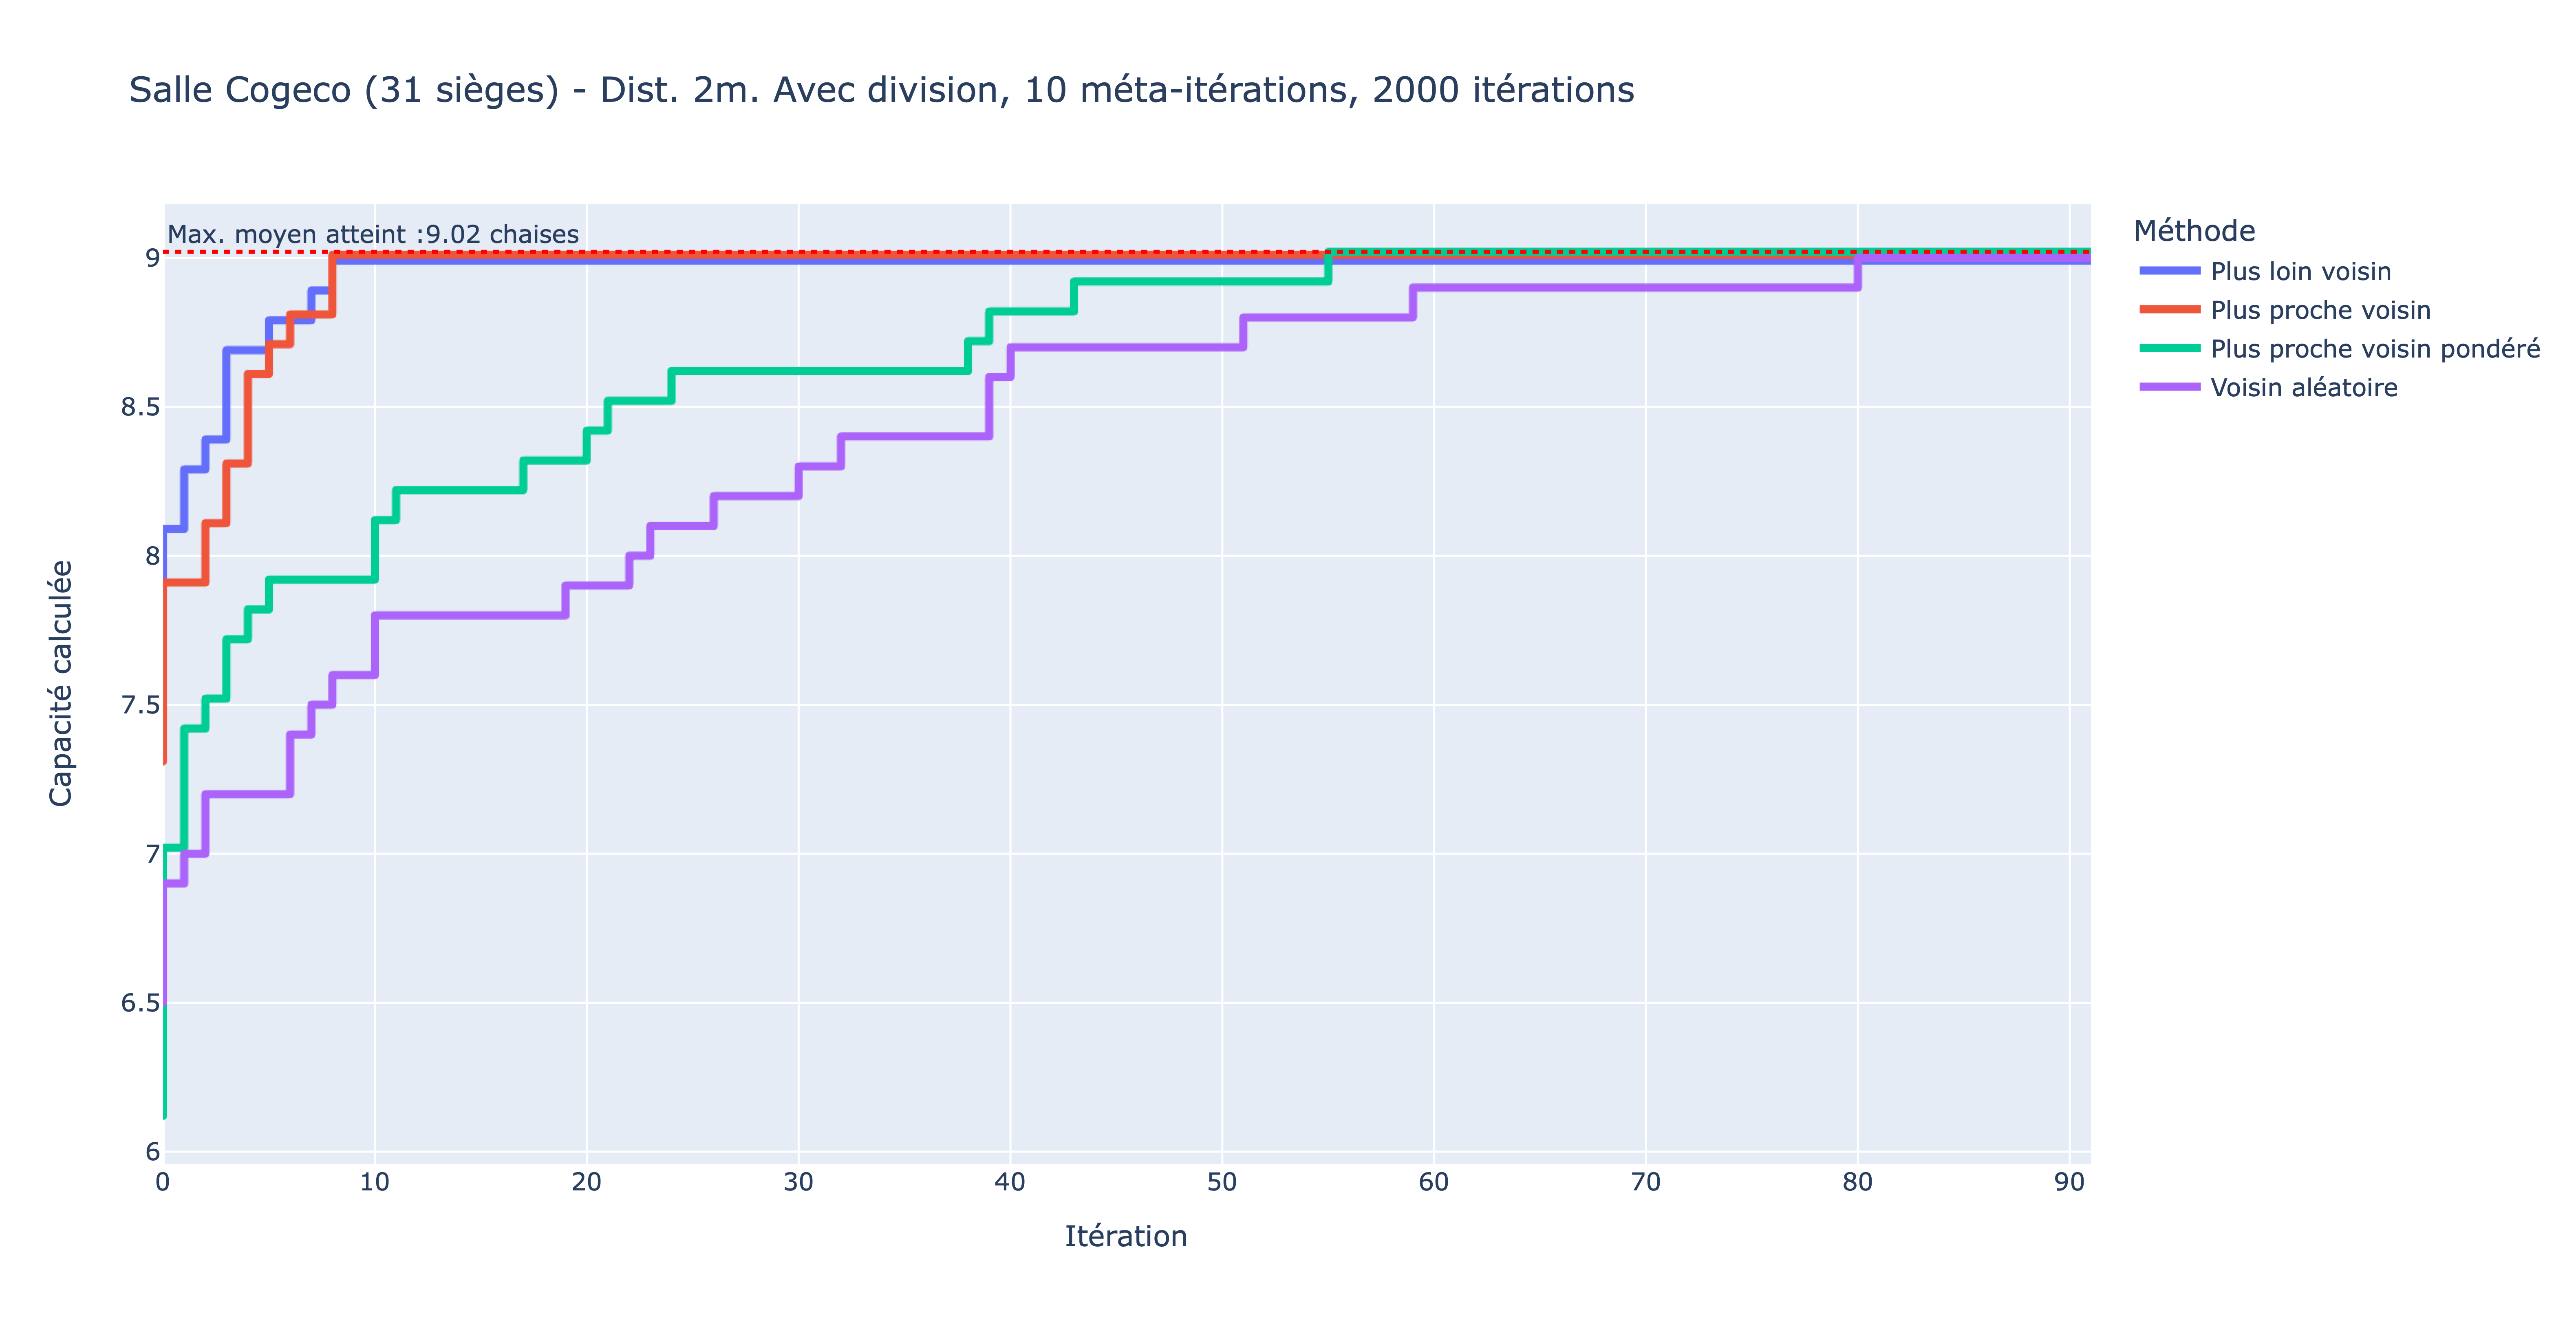 Salle Cogeco (31 sièges) - Dist. 2m. Avec division, 10 méta-itérations, 2000 itérations
Max. moyen atteint :9.02 chaises
9
8.5
8
7.5
7
6.5
6
Capacité calculée
0 10 20 30 40 50 60 70 80 90
Itération
Méthode
Plus loin voisin
Plus proche voisin
Plus proche voisin pondéré
Voisin aléatoire